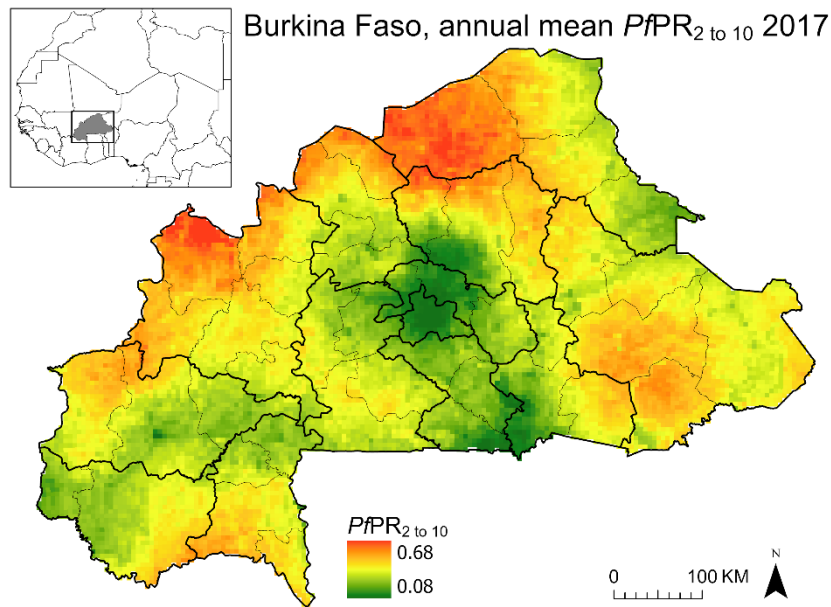 Burkina Faso, annual mean PfPR2 to 10 2017
PfPR2 to 10
0.68
0.08
N
0 100 KM